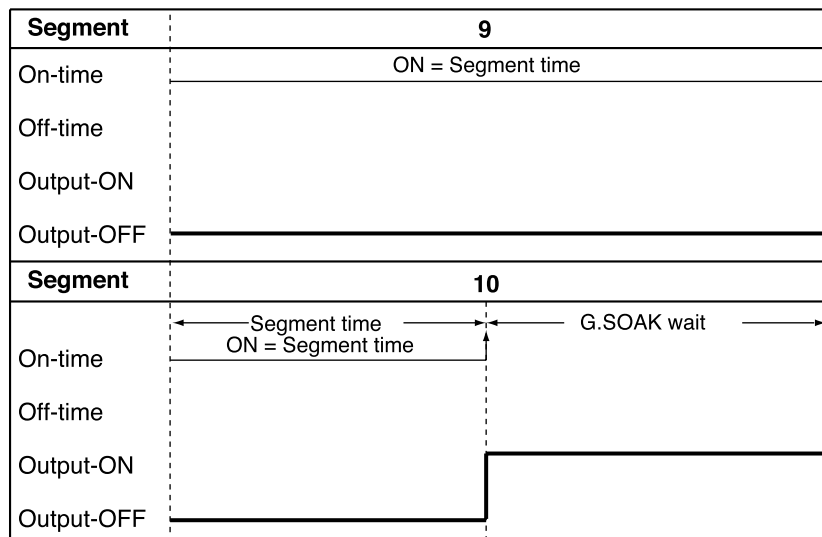 Segment 9
On-time ON = Segment time
Off-time
Output-ON
Output-OFF
Segment 10
Segment time G.SOAK wait
ON = Segment time
On-time
Off-time
Output-ON
Output-OFF